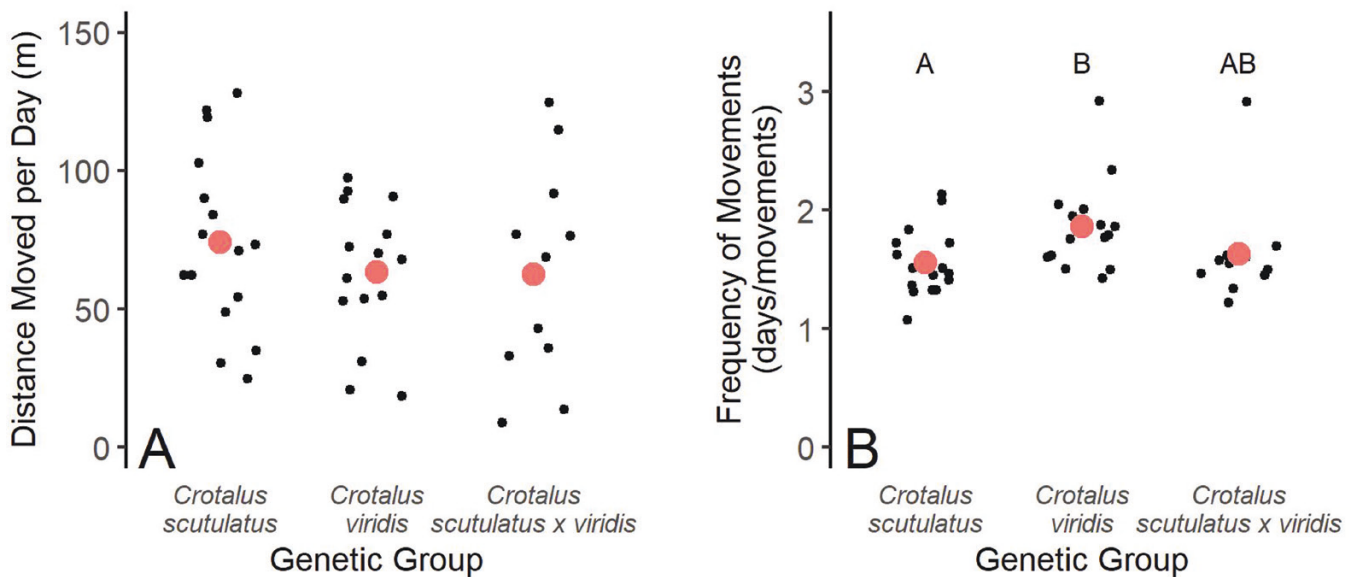 Distance Moved per Day (m)
150
100
50
0
A
Crotalus
scutulatus
Crotalus
viridis
Crotalus
scutulatus x viridis
Genetic Group
Frequency of Movements
(days/movements)
3
2
1
0
A
B
AB
B
Crotalus
scutulatus
Crotalus
viridis
Crotalus
scutulatus x viridis
Genetic Group